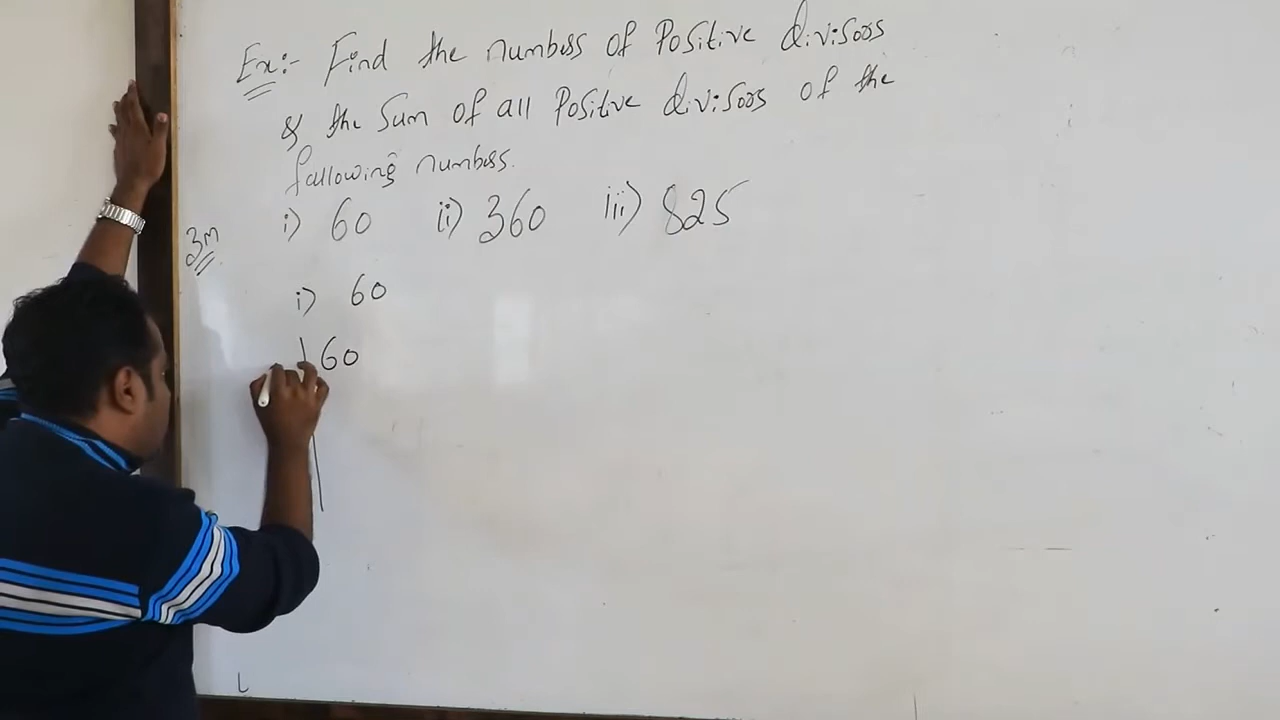 Ex:- Find the numbers of Positive divisors
& the Sum of all Positive divisors of the
following numbers.
i) 60 ii) 360 iii) 825
3m
i) 60
60